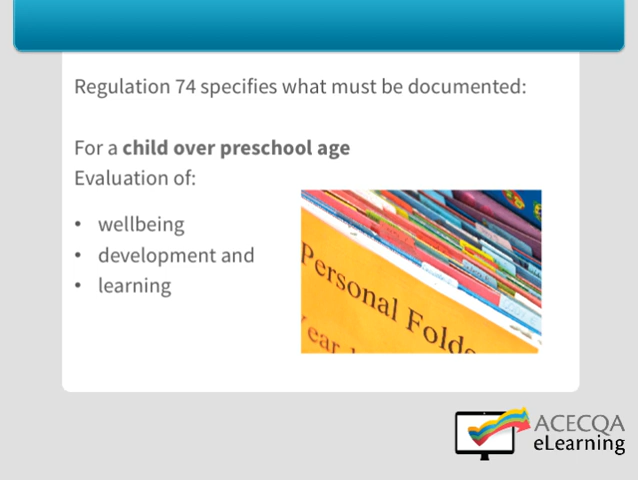 Regulation 74 specifies what must be documented:
For a child over preschool age
Evaluation of:
• wellbeing
• development and
• learning
Personal
ACECQA
eLearning